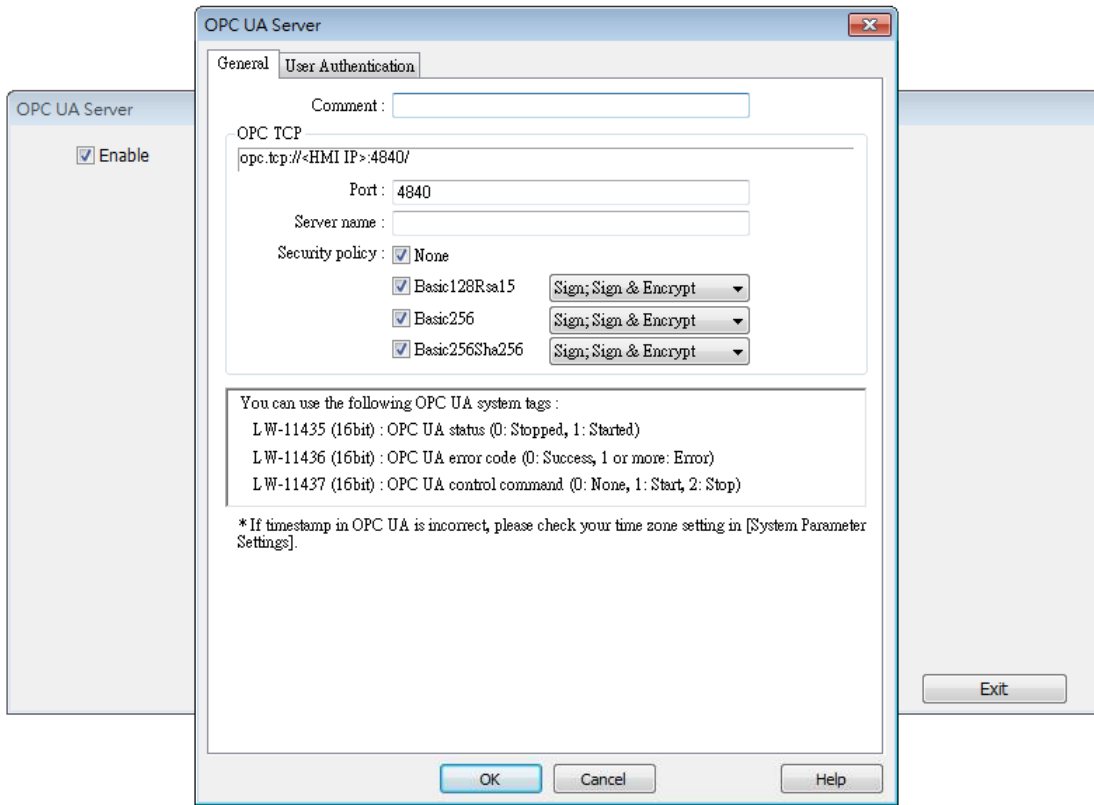 OPC UA Server
General
User Authentication
OPC UA Server
Comment :
OPC TCP
Enable
opc.tcp://<HMI IP>:4840/
Port : 4840
Server name :
Security policy : None
Basic128Rsa15 Sign; Sign & Encrypt
Basic256 Sign; Sign & Encrypt
Basic256Sha256 Sign; Sign & Encrypt
You can use the following OPC UA system tags :
LW-11435 (16bit) : OPC UA status (0: Stopped, 1: Started)
LW-11436 (16bit) : OPC UA error code (0: Success, 1 or more: Error)
LW-11437 (16bit) : OPC UA control command (0: None, 1: Start, 2: Stop)
* If timestamp in OPC UA is incorrect, please check your time zone setting in [System Parameter
Settings].
Exit
OK Cancel Help